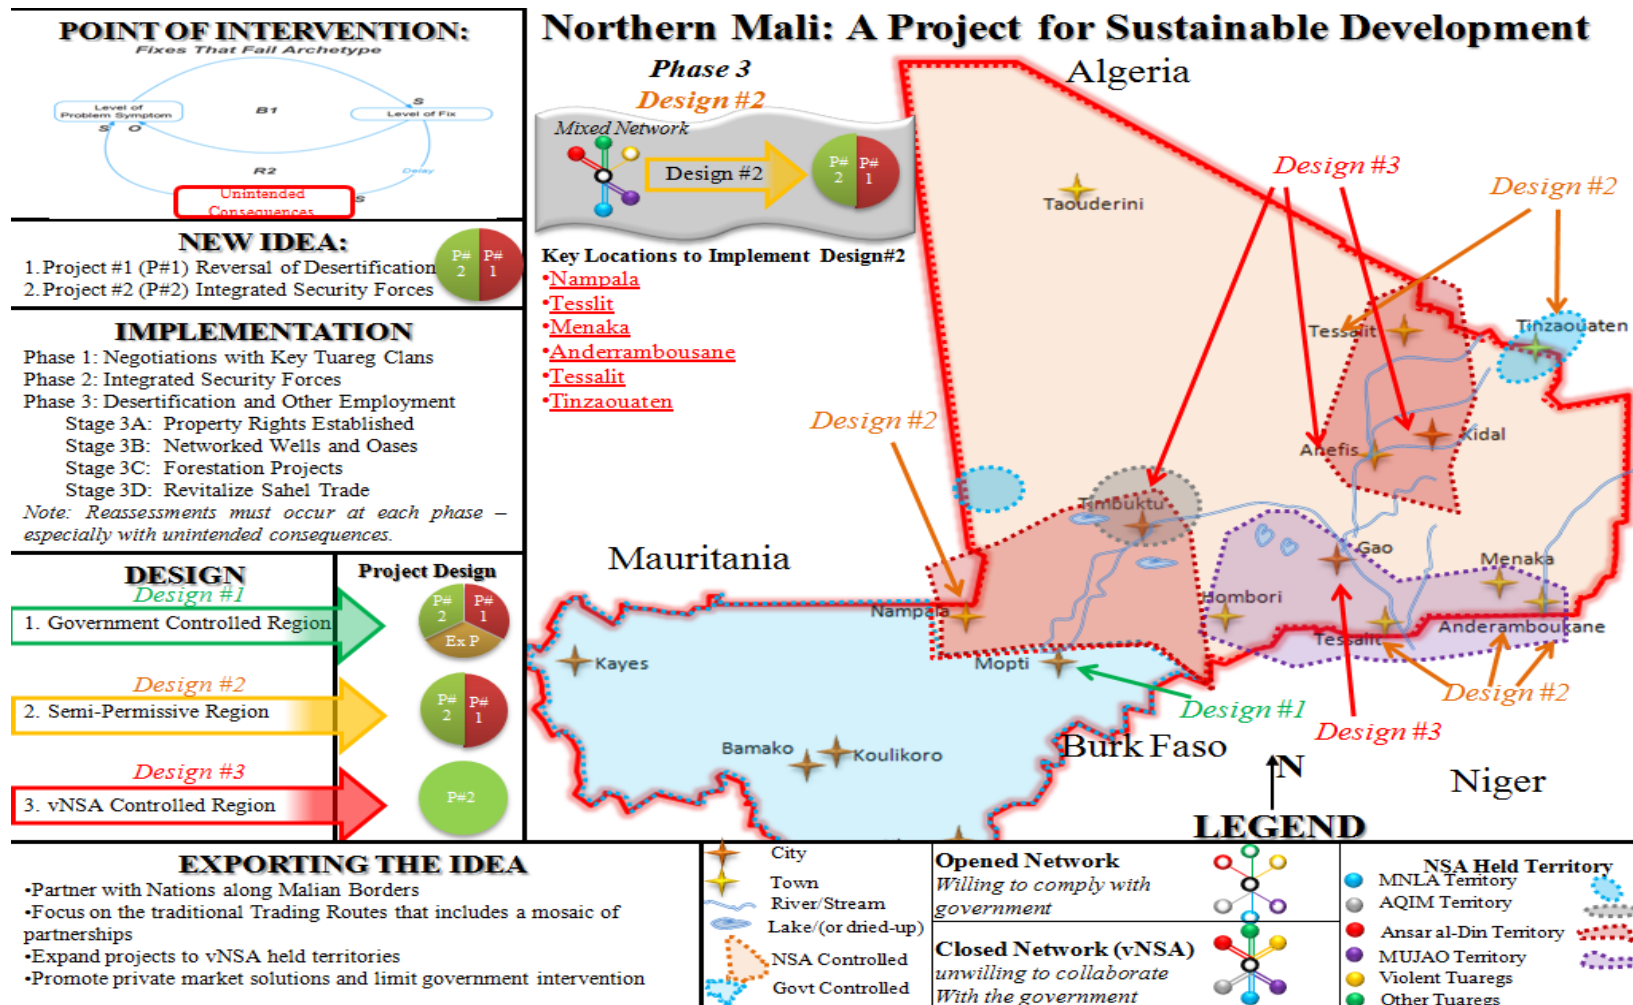 POINT OF INTERVENTION:
Fixes That Fail Archetype
Level of
Problem Symptom
S
O
B1
S
Level of Fix
R2
Delay
Unintended
Consequences
S
NEW IDEA:
1. Project #1 (P#1) Reversal of Desertification
2. Project #2 (P#2) Integrated Security Forces
P#
2
P#
1
IMPLEMENTATION
Phase 1: Negotiations with Key Tuareg Clans
Phase 2: Integrated Security Forces
Phase 3: Desertification and Other Employment
Stage 3A: Property Rights Established
Stage 3B: Networked Wells and Oases
Stage 3C: Forestation Projects
Stage 3D: Revitalize Sahel Trade
Note: Reassessments must occur at each phase –
especially with unintended consequences.
DESIGN
Project Design
Design #1
1. Government Controlled Region
P#
2
P#
1
Ex P
Design #2
2. Semi-Permissive Region
P#
2
P#
1
Design #3
3. vNSA Controlled Region
P#2
EXPORTING THE IDEA
•Partner with Nations along Malian Borders
•Focus on the traditional Trading Routes that includes a mosaic of
partnerships
•Expand projects to vNSA held territories
•Promote private market solutions and limit government intervention
Northern Mali: A Project for Sustainable Development
Phase 3
Design #2
Mixed Network
Design #2
P#
2
P#
1
Key Locations to Implement Design#2
•Nampala
•Tesslit
•Menaka
•Anderrambousane
•Tessalit
•Tinzaouaten
Algeria
Taouderini
Design #3
Design #2
Tessalit
Tinzaouaten
Design #2
Kidal
Anefis
Timbuktu
Mauritania
Gao
Menaka
Nampala
Hombori
Tessalit
Anderamboukane
Kayes
Mopti
Design #1
Design #2
Design #3
Bamako
Koulikoro
Burk Faso
N
Niger
LEGEND
City
Town
River/Stream
Lake/(or dried-up)
NSA Controlled
Govt Controlled
Opened Network
Willing to comply with
government
Closed Network (vNSA)
unwilling to collaborate
With the government
NSA Held Territory
MNLA Territory
AQIM Territory
Ansar al-Din Territory
MUJAO Territory
Violent Tuaregs
Other Tuaregs